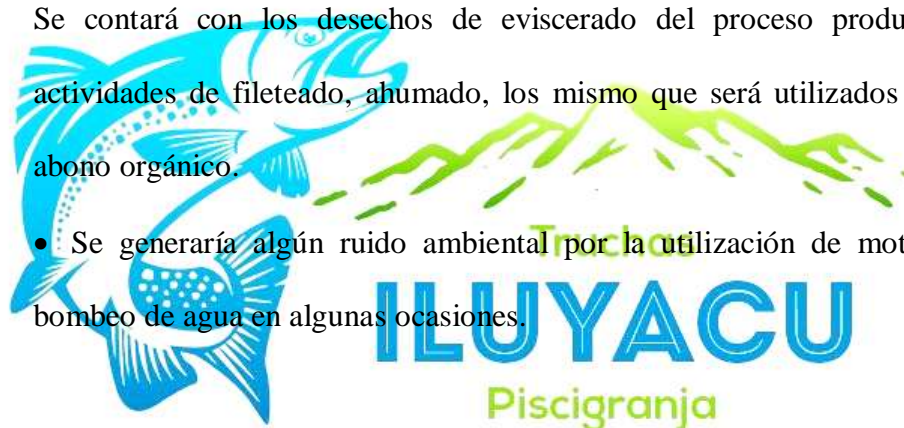 Se contará con los desechos de eviscerado del proceso
actividades de fileteado, ahumado, los mismo que será utilizados
abono orgánico.
• Se generaría algún ruido ambiental por la utilización de
bombeo de agua en algunas ocasiones.
Truchas
ILUYACU
Piscigranja